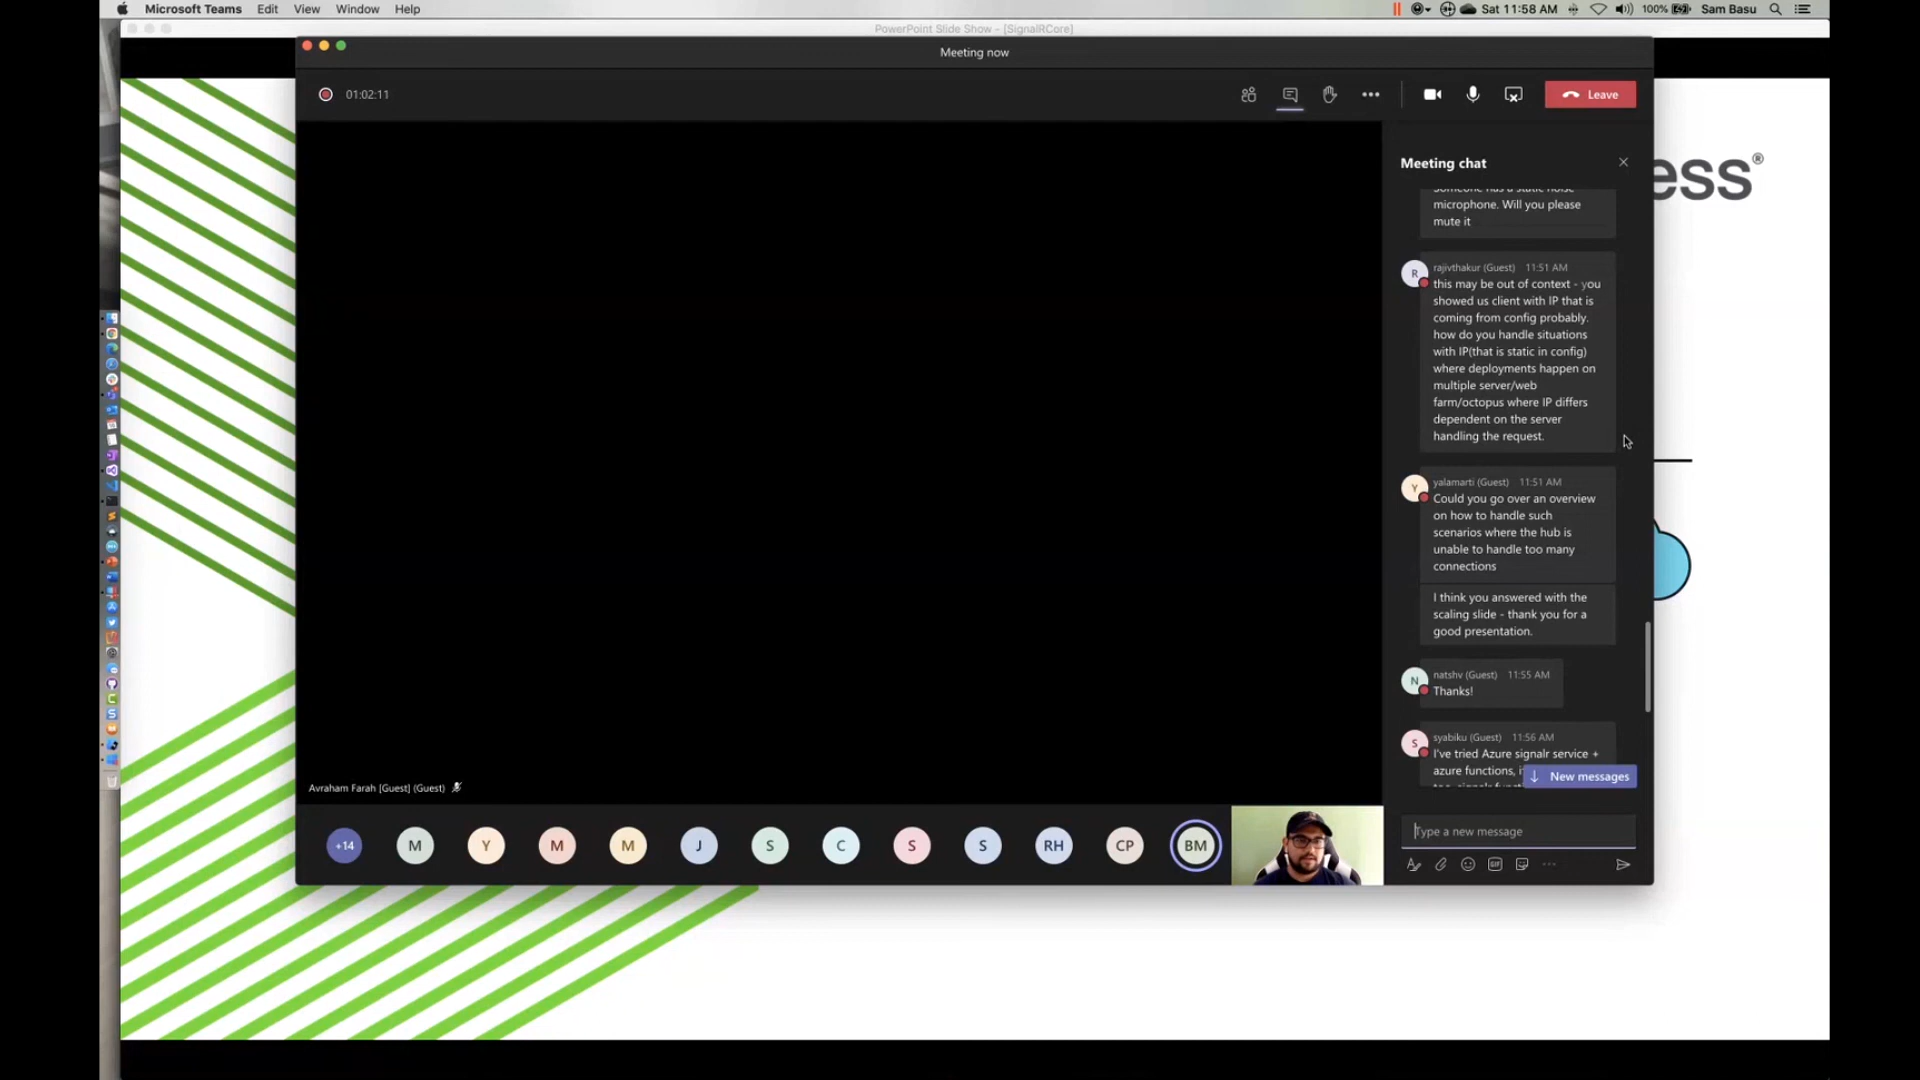 Microsoft Teams Edit View Window Help
Sat 11:58 AM 100% Sam Basu
PowerPoint Slide Show - [SignalRCore]
Meeting now
01:02:11
Leave
Meeting chat
ess®
Someone has a static noise
microphone. Will you please
mute it
R
rajivthakur (Guest) 11:51 AM
this may be out of context - you
showed us client with IP that is
coming from config probably.
how do you handle situations
with IP(that is static in config)
where deployments happen on
multiple server/web
farm/octopus where IP differs
dependent on the server
handling the request.
Y
yalamarti (Guest) 11:51 AM
Could you go over an overview
on how to handle such
scenarios where the hub is
unable to handle too many
connections
I think you answered with the
scaling slide - thank you for a
good presentation.
N
natshv (Guest) 11:55 AM
Thanks!
S
syabiku (Guest) 11:56 AM
I've tried Azure signalr service +
azure functions,
New messages
Avraham Farah [Guest] (Guest)
+14 M Y M M J S C S S RH CP BM
Type a new message
GIF